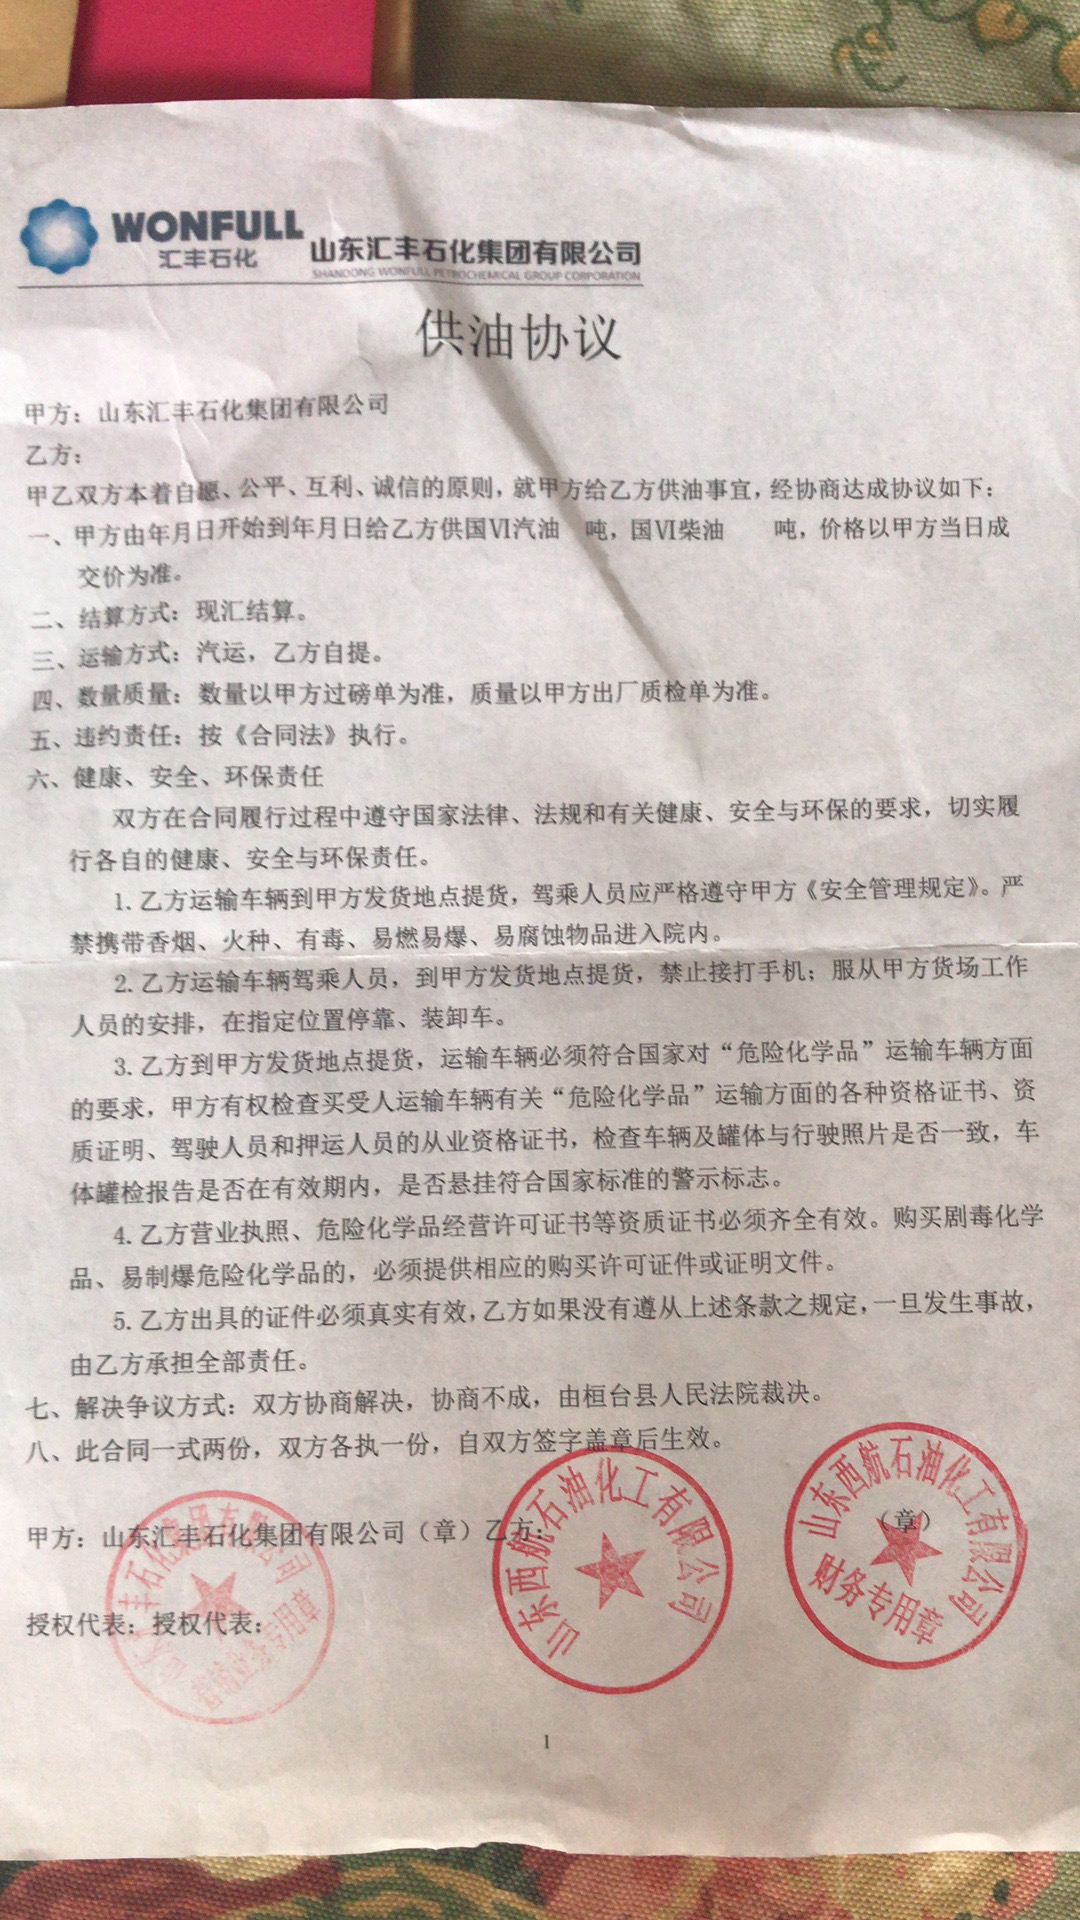 WONFULL
汇丰石化
山东汇丰石化集团有限公司
SHANDONG WONFULL PETROCHEMICAL GROUP CORPORATION
供油协议
甲方：山东汇丰石化集团有限公司
乙方：
甲乙双方本着自愿、公平、互利、诚信的原则，就甲方给乙方供油事宜，经协商达成协议如下：
一、甲方由年月日开始到年月日给乙方供国Ⅵ汽油 吨，国Ⅵ柴油 吨，价格以甲方当日成
交价为准。
二、结算方式：现汇结算。
三、运输方式：汽运，乙方自提。
四、数量质量：数量以甲方过磅单为准，质量以甲方出厂质检单为准。
五、违约责任：按《合同法》执行。
六、健康、安全、环保责任
双方在合同履行过程中遵守国家法律、法规和有关健康、安全与环保的要求，切实履
行各自的健康、安全与环保责任。
1.乙方运输车辆到甲方发货地点提货，驾乘人员应严格遵守甲方《安全管理规定》。严
禁携带香烟、火种、有毒、易燃易爆、易腐蚀物品进入院内。
2.乙方运输车辆驾乘人员，到甲方发货地点提货，禁止接打手机；服从甲方货场工作
人员的安排，在指定位置停靠、装卸车。
3.乙方到甲方发货地点提货，运输车辆必须符合国家对“危险化学品”运输车辆方面
的要求，甲方有权检查买受人运输车辆有关“危险化学品”运输方面的各种资格证书、资
质证明、驾驶人员和押运人员的从业资格证书，检查车辆及罐体与行驶照片是否一致，车
体罐检报告是否在有效期内，是否悬挂符合国家标准的警示标志。
4.乙方营业执照、危险化学品经营许可证书等资质证书必须齐全有效。购买剧毒化学
品、易制爆危险化学品的，必须提供相应的购买许可证件或证明文件。
5.乙方出具的证件必须真实有效，乙方如果没有遵从上述条款之规定，一旦发生事故，
由乙方承担全部责任。
七、解决争议方式：双方协商解决，协商不成，由桓台县人民法院裁决。
八、此合同一式两份，双方各执一份，自双方签字盖章后生效。
甲方：山东汇丰石化集团有限公司（章）乙方： （章）
授权代表：授权代表：
丰石化集团有限公司
专用章
山东西航石油化工有限公司
山东西航石油化工有限公司
财务专用章
1